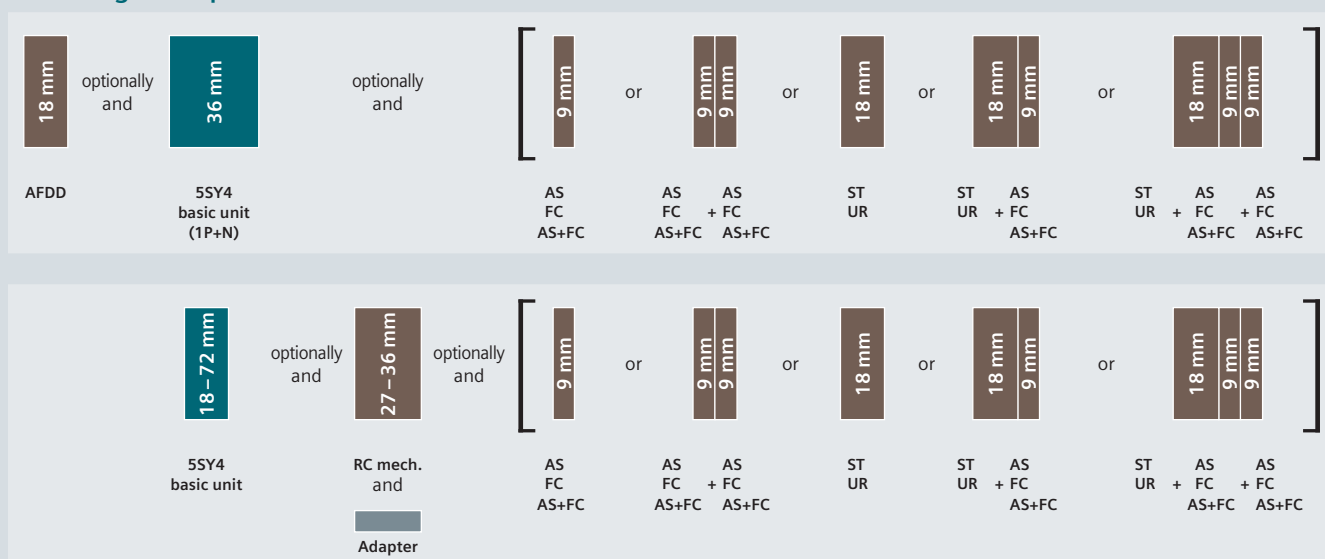 18 mm
optionally
and
36 mm
optionally
and
9 mm
or
9 mm
9 mm
or
18 mm
or
18 mm
9 mm
or
18 mm
9 mm
9 mm
AFDD
5SY4
basic unit
(1P+N)
AS
FC
AS+FC
AS AS
FC + FC
AS+FC AS+FC
ST
UR
ST AS
UR + FC
AS+FC
ST AS AS
UR + FC + FC
AS+FC AS+FC
18–72 mm
optionally
and
27–36 mm
optionally
and
9 mm
or
9 mm
9 mm
or
18 mm
or
18 mm
9 mm
or
18 mm
9 mm
9 mm
5SY4
basic unit
RC mech.
and
Adapter
AS
FC
AS+FC
AS AS
FC + FC
AS+FC AS+FC
ST
UR
ST AS
UR + FC
AS+FC
ST AS AS
UR + FC + FC
AS+FC AS+FC